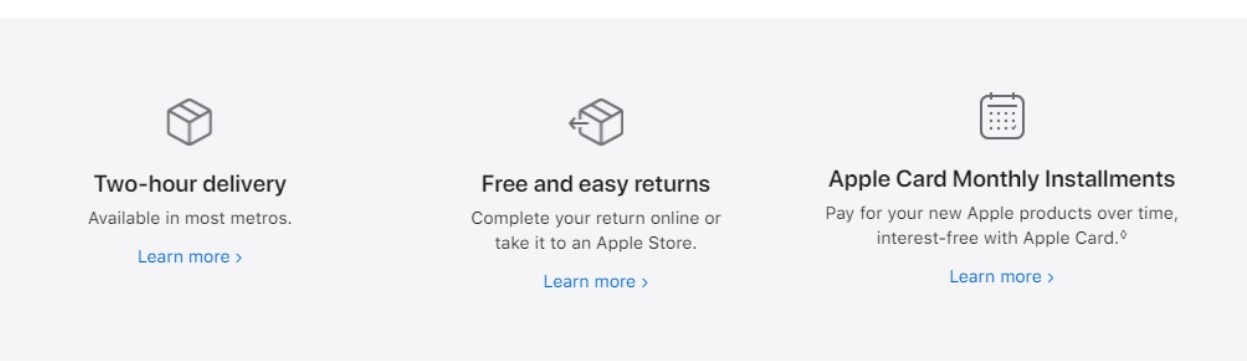 Two-hour delivery
Available in most metros.
Learn more ›
Free and easy returns
Complete your return online or
take it to an Apple Store.
Learn more ›
Apple Card Monthly Installments
Pay for your new Apple products over time,
interest-free with Apple Card.◊
Learn more ›